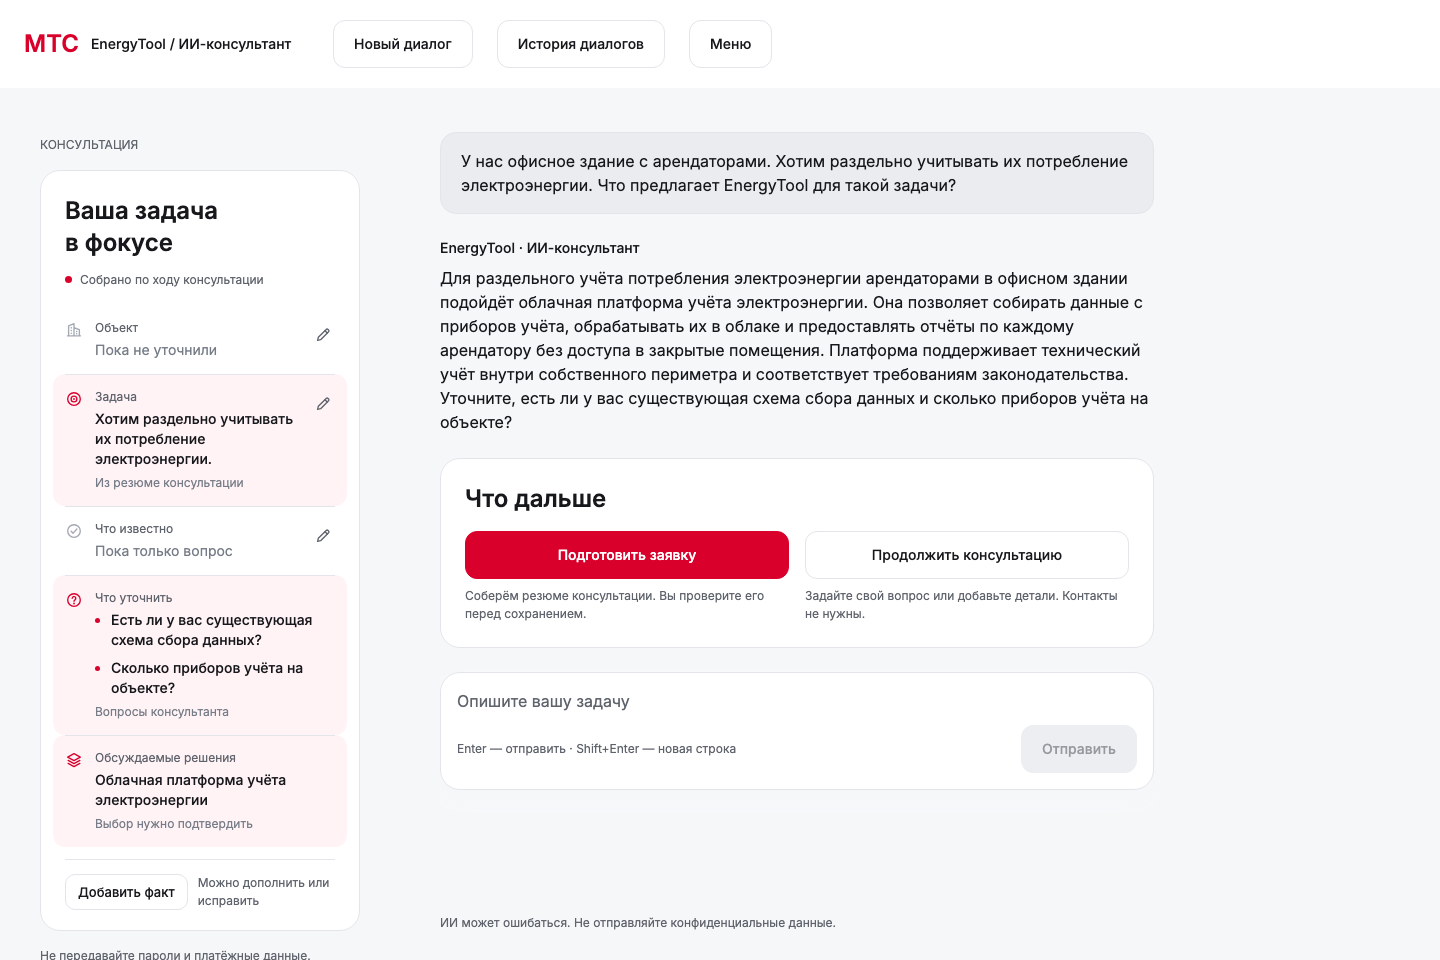 МТС EnergyTool / ИИ-консультант
Новый диалог
История диалогов
Меню
КОНСУЛЬТАЦИЯ
Ваша задача
в фокусе
Собрано по ходу консультации
Объект
Пока не уточнили
Задача
Хотим раздельно учитывать
их потребление
электроэнергии.
Из резюме консультации
Что известно
Пока только вопрос
Что уточнить
Есть ли у вас существующая
схема сбора данных?
Сколько приборов учёта на
объекте?
Вопросы консультанта
Обсуждаемые решения
Облачная платформа учёта
электроэнергии
Выбор нужно подтвердить
Добавить факт
Можно дополнить или
исправить
Не передавайте пароли и платёжные данные.
У нас офисное здание с арендаторами. Хотим раздельно учитывать их потребление
электроэнергии. Что предлагает EnergyTool для такой задачи?
EnergyTool · ИИ-консультант
Для раздельного учёта потребления электроэнергии арендаторами в офисном здании
подойдёт облачная платформа учёта электроэнергии. Она позволяет собирать данные с
приборов учёта, обрабатывать их в облаке и предоставлять отчёты по каждому
арендатору без доступа в закрытые помещения. Платформа поддерживает технический
учёт внутри собственного периметра и соответствует требованиям законодательства.
Уточните, есть ли у вас существующая схема сбора данных и сколько приборов учёта на
объекте?
Что дальше
Подготовить заявку
Соберём резюме консультации. Вы проверите его
перед сохранением.
Продолжить консультацию
Задайте свой вопрос или добавьте детали. Контакты
не нужны.
Опишите вашу задачу
Enter — отправить · Shift+Enter — новая строка
Отправить
ИИ может ошибаться. Не отправляйте конфиденциальные данные.